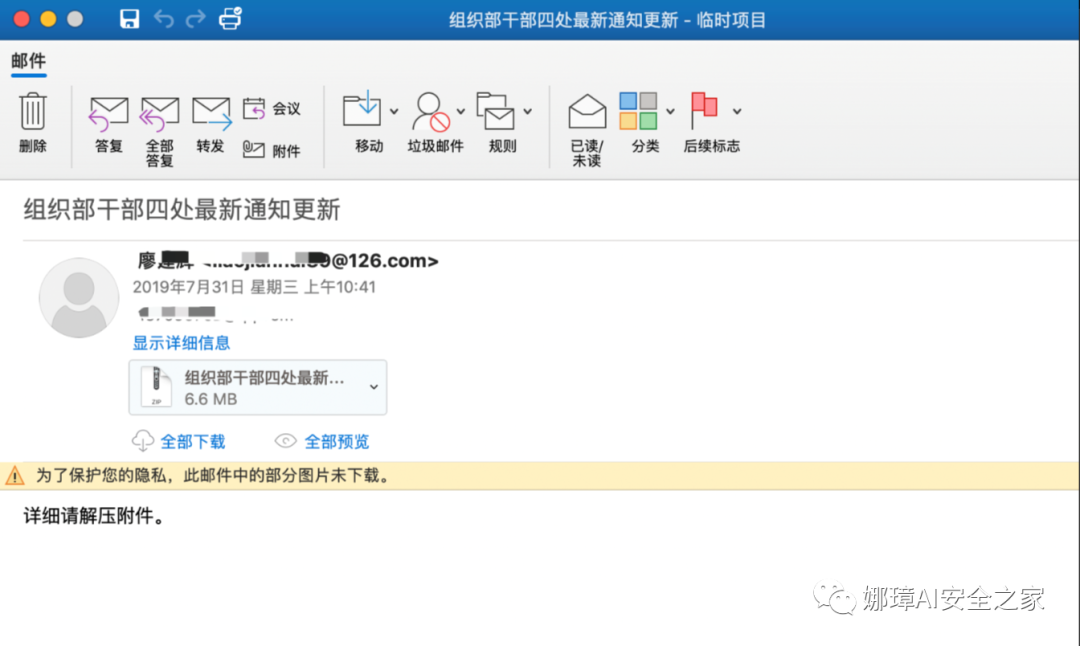 组织部干部四处最新通知更新 - 临时项目
邮件
删除
答复
全部
答复
转发
会议
附件
移动
垃圾邮件
规则
已读/
未读
分类
后续标志
组织部干部四处最新通知更新
@126.com>
2019年7月31日 星期三 上午10:41
显示详细信息
ZIP
组织部干部四处最新...
6.6 MB
全部下载
全部预览
为了保护您的隐私，此邮件中的部分图片未下载。
详细请解压附件。
娜璋AI安全之家